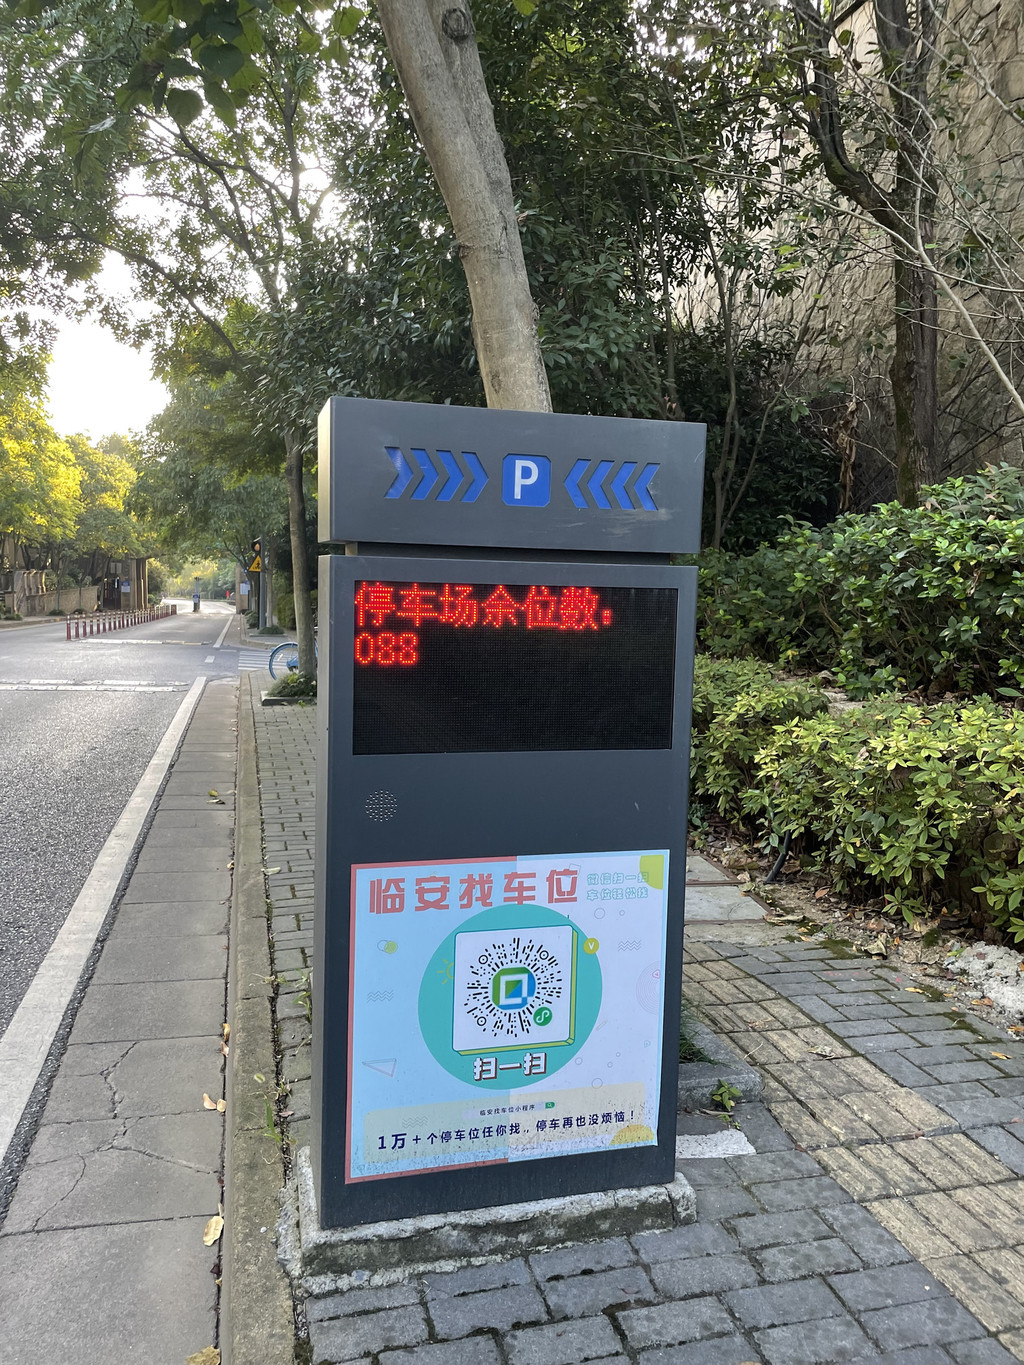 P
停车场余位数：
088
临安找车位
微信扫一扫
车位轻松找
扫一扫
临安找车位小程序
1万+个停车位任你找，停车再也没烦恼！